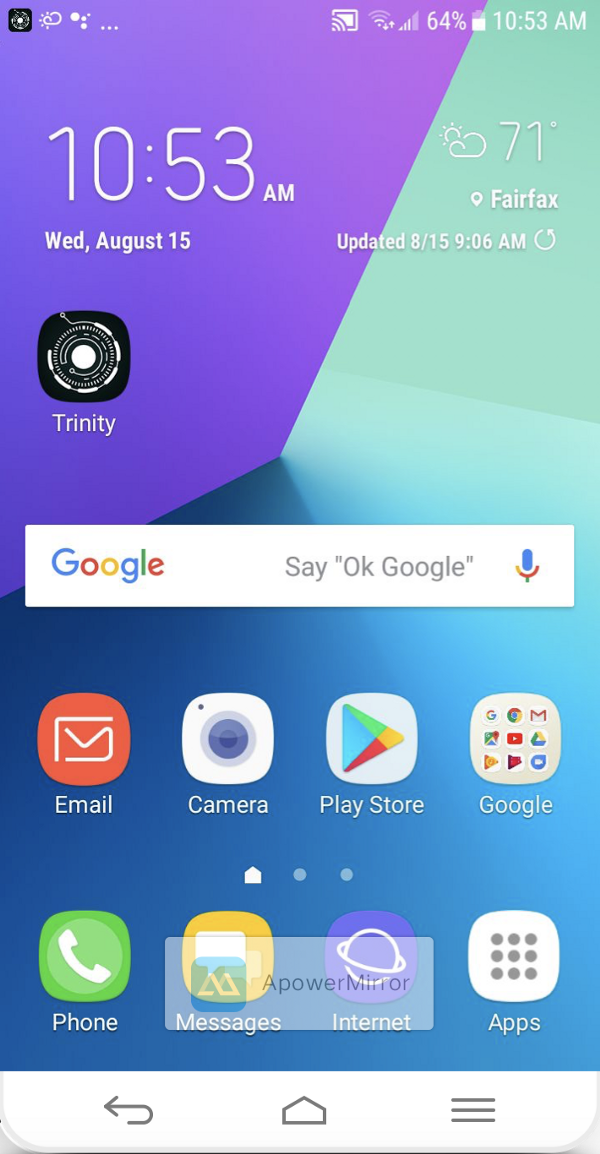 ... 64% 10:53 AM
10:53 AM 71°
Fairfax
Wed, August 15 Updated 8/15 9:06 AM
Trinity
Google Say "Ok Google"
Email Camera Play Store Google
ApowerMirror
Phone Messages Internet Apps